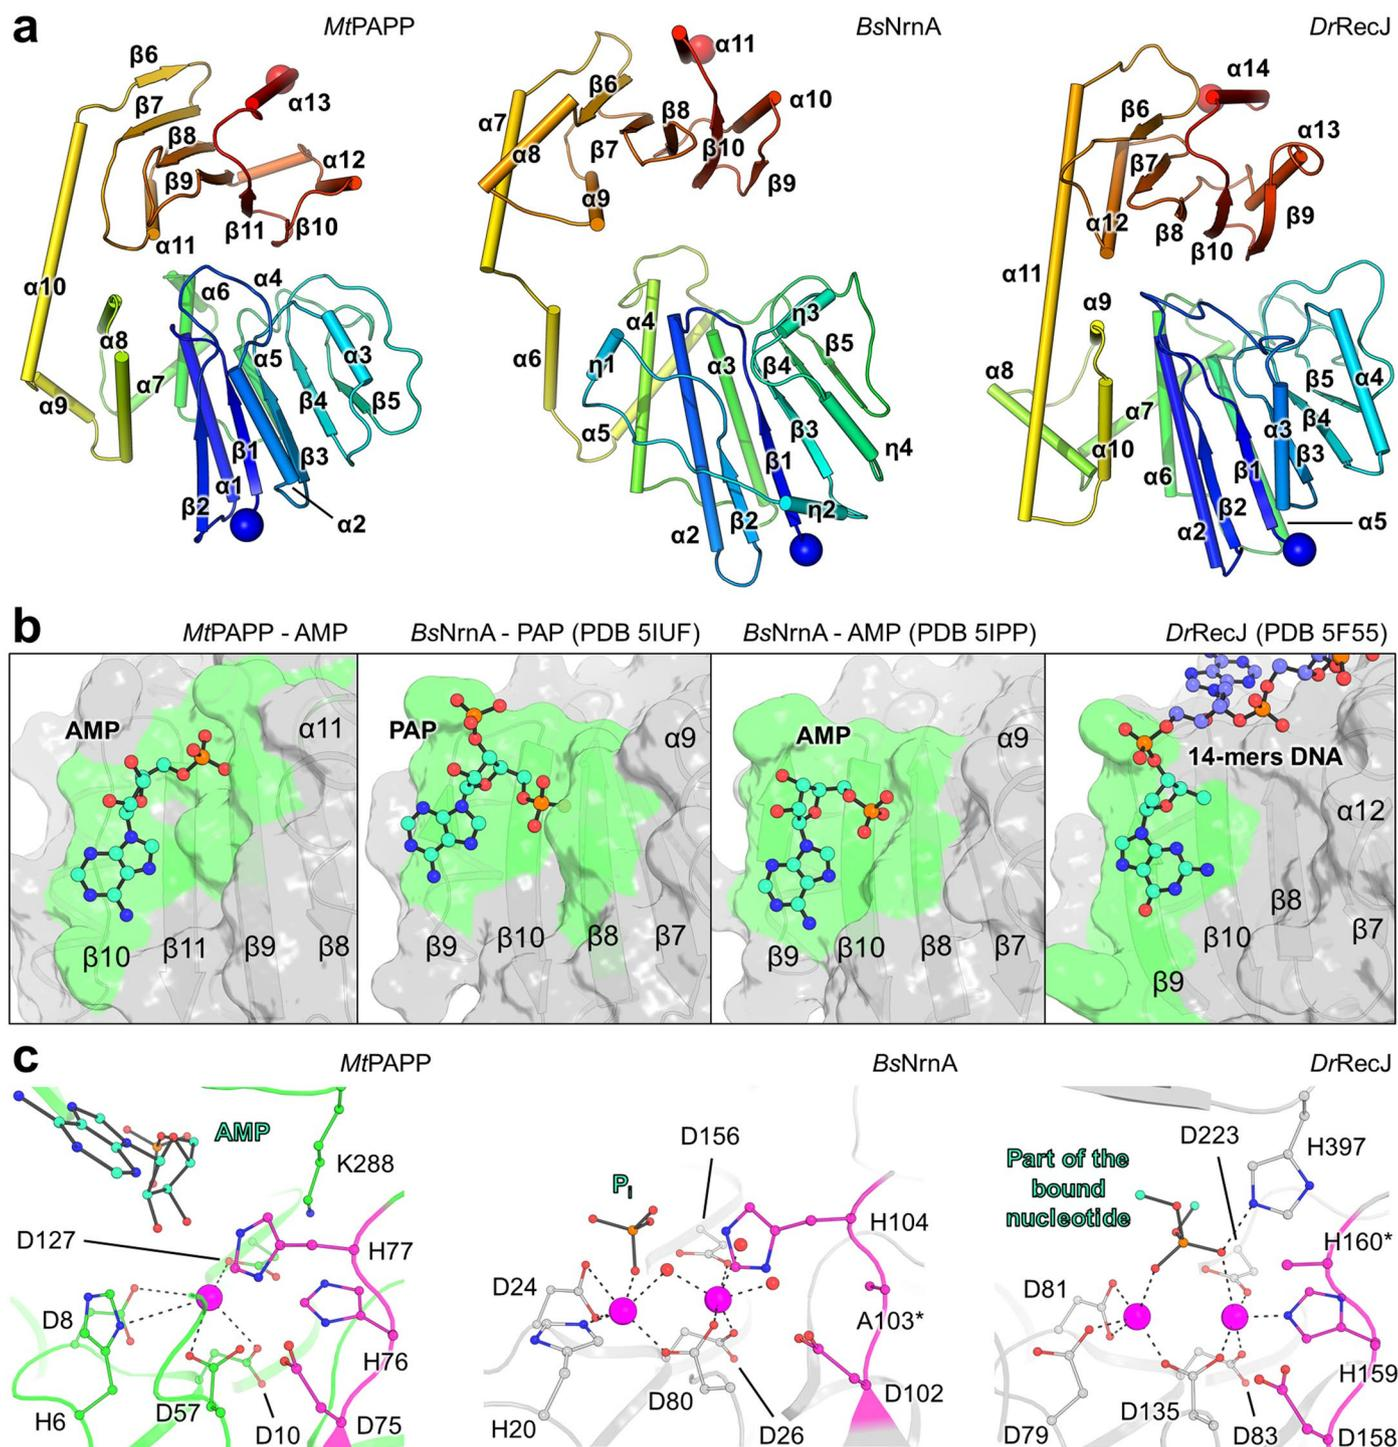 a
MtPAPP
BsNrnA
DrRecJ
β6
β7
β8
β9
α13
α12
β11
β10
α11
α10
α6
α4
α8
α5
α3
α7
α9
β4
β5
β1
β3
α1
β2
α2
α11
β6
α10
α7
β8
α8
β7
β10
β9
α9
α4
η3
β5
α6
η1
α3
β4
α5
β3
η4
β1
α2
β2
η2
α14
β6
α13
β7
α12
β8
β9
β10
α11
α9
α8
β5
α4
α7
α3
β4
α10
β1
β3
α6
β2
α2
α5
b
MtPAPP - AMP
BsNrnA - PAP (PDB 5IUF)
BsNrnA - AMP (PDB 5IPP)
DrRecJ (PDB 5F55)
AMP
α11
β10
β11
β9
β8
PAP
α9
β9
β10
β8
β7
AMP
α9
β9
β10
β8
β7
14-mers DNA
α12
β8
β10
β7
β9
c
MtPAPP
BsNrnA
DrRecJ
AMP
K288
D127
H77
D8
H76
H6
D57
D10
D75
D156
Pi
H104
D24
A103*
D80
D102
H20
D26
D223
H397
Part of the
bound
nucleotide
H160*
D81
H159
D135
D79
D83
D158